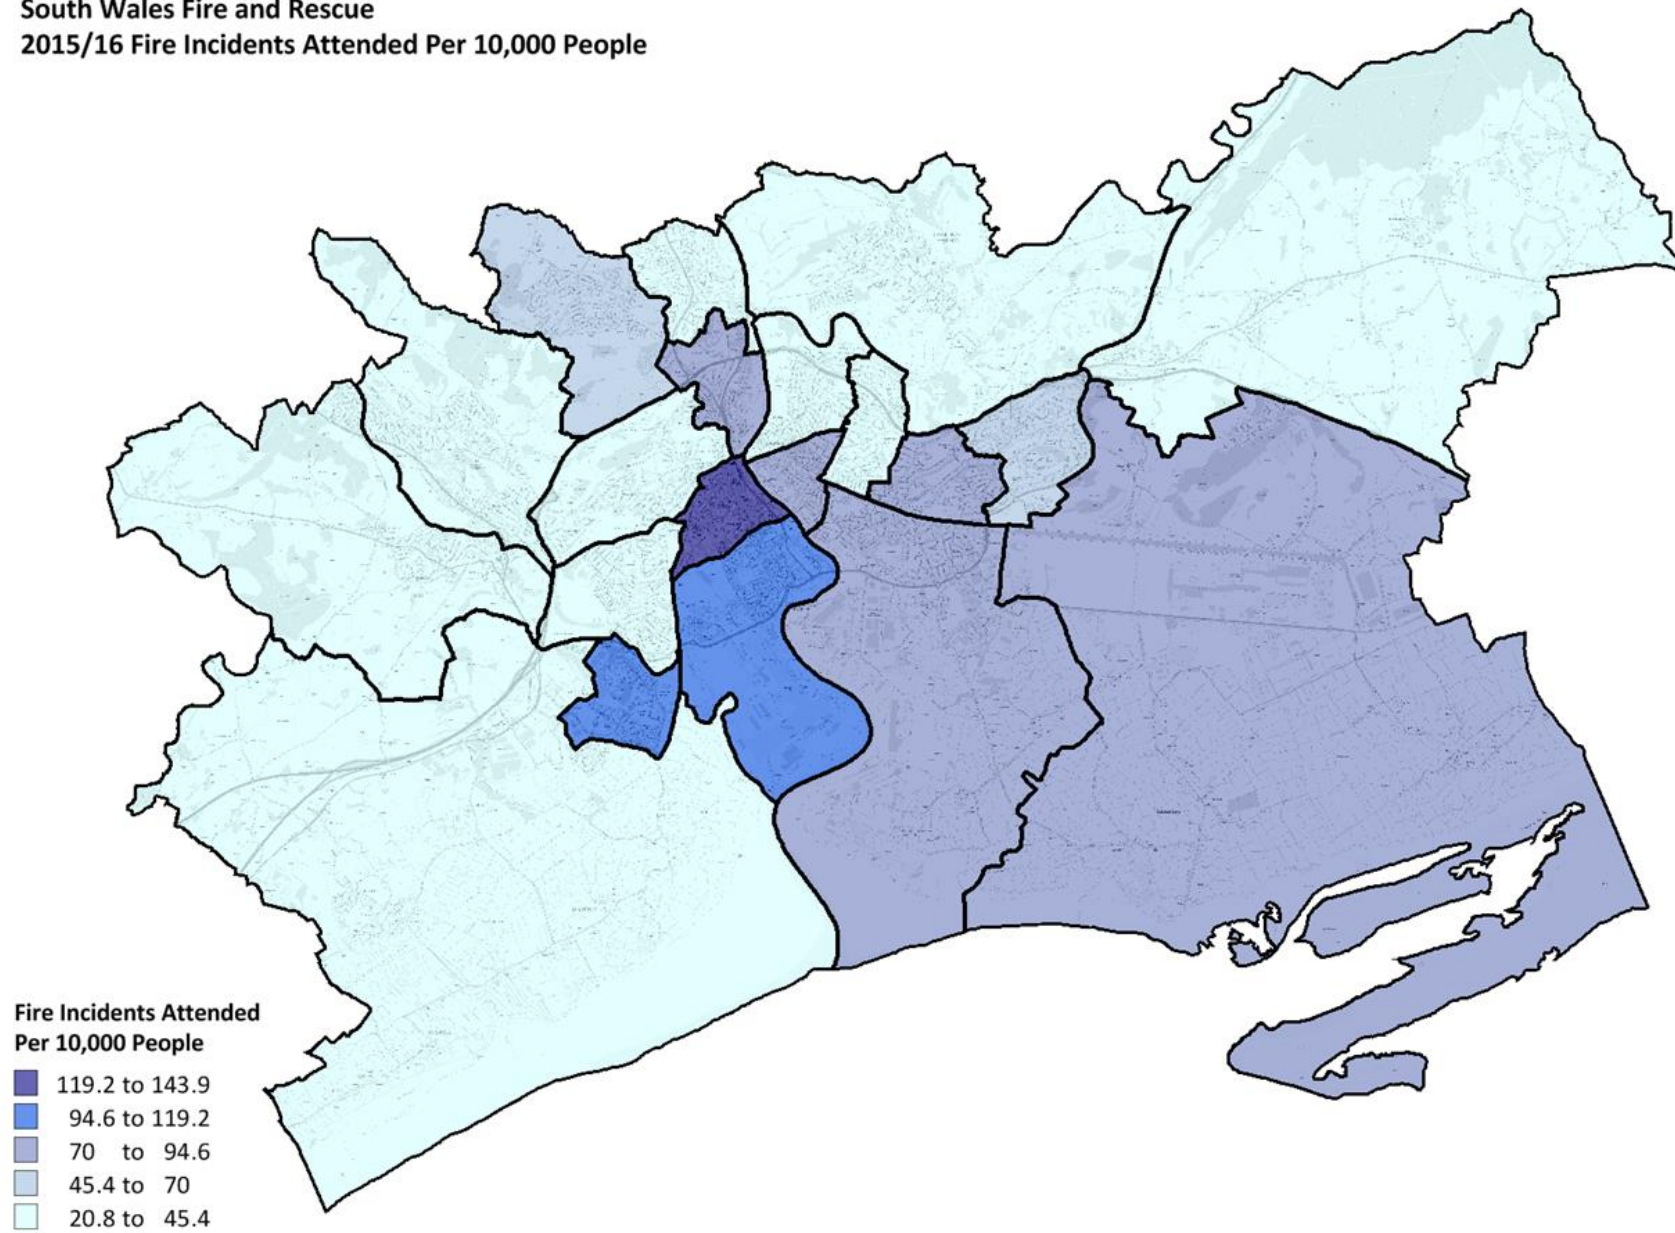 South Wales Fire and Rescue
2015/16 Fire Incidents Attended Per 10,000 People
Fire Incidents Attended
Per 10,000 People
119.2 to 143.9
94.6 to 119.2
70 to 94.6
45.4 to 70
20.8 to 45.4